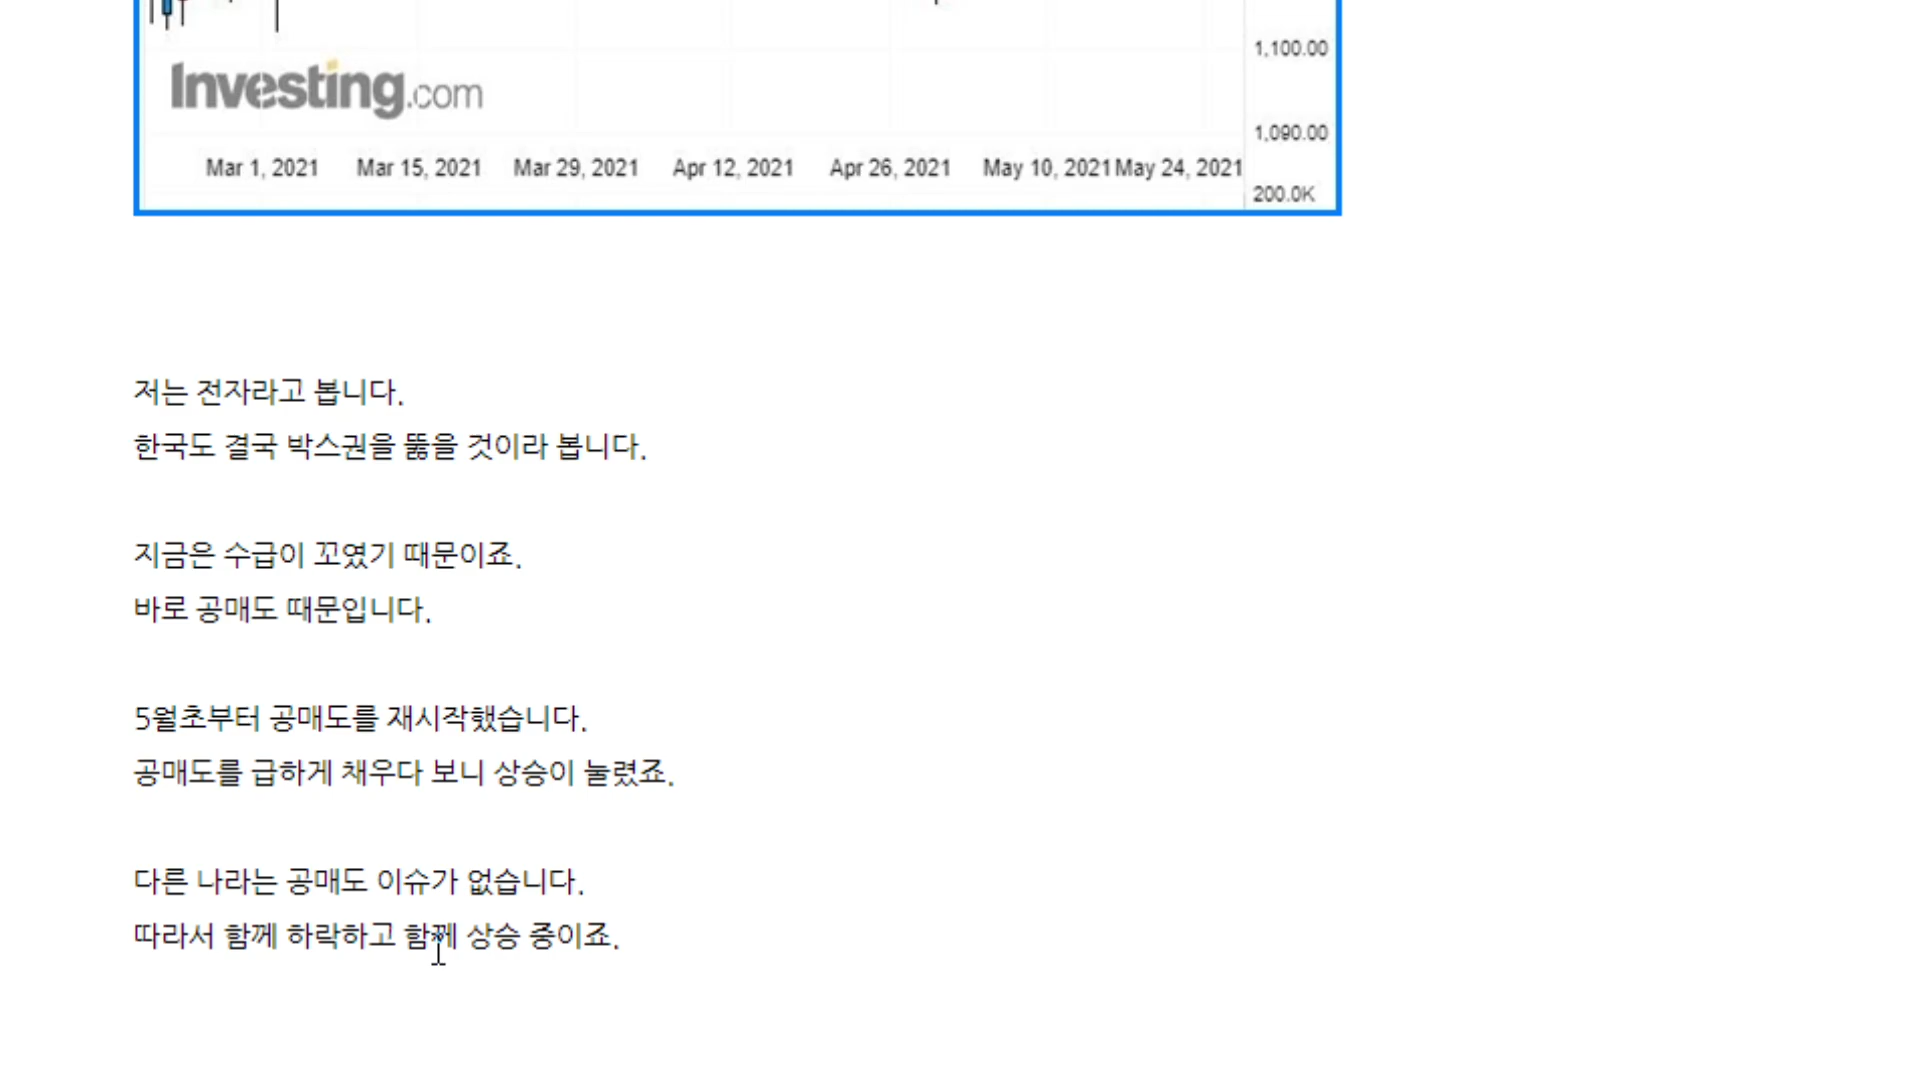 1,100.00
Investing.com
1,090.00
Mar 1, 2021 Mar 15, 2021 Mar 29, 2021 Apr 12, 2021 Apr 26, 2021 May 10, 2021 May 24, 2021
200.0K
저는 전자라고 봅니다.
한국도 결국 박스권을 뚫을 것이라 봅니다.
지금은 수급이 꼬였기 때문이죠.
바로 공매도 때문입니다.
5월초부터 공매도를 재시작했습니다.
공매도를 급하게 채우다 보니 상승이 눌렸죠.
다른 나라는 공매도 이슈가 없습니다.
따라서 함께 하락하고 함께 상승 중이죠.